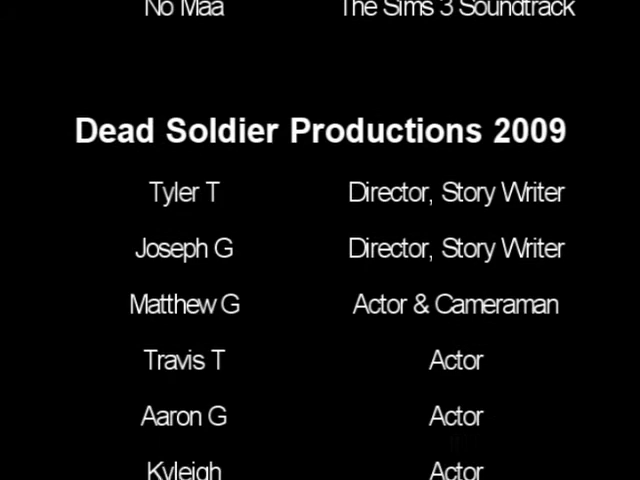 No Maa The Sims 3 Soundtrack
Dead Soldier Productions 2009
Tyler T Director, Story Writer
Joseph G Director, Story Writer
Matthew G Actor & Cameraman
Travis T Actor
Aaron G Actor
Kyleigh Actor